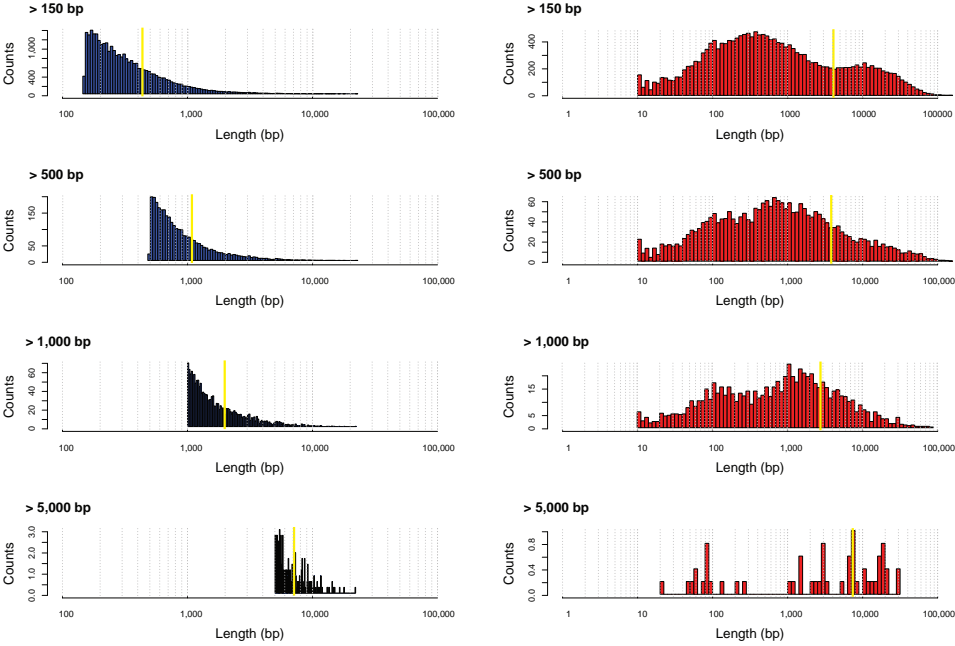 > 150 bp
Counts
0 400 1,000
100 1,000 10,000 100,000
Length (bp)
> 150 bp
Counts
0 200 400
1 10 100 1000 10000 100000
Length (bp)
> 500 bp
Counts
0 50 150
100 1,000 10,000 100,000
Length (bp)
> 500 bp
Counts
0 20 40 60
1 10 100 1,000 10,000 100,000
Length (bp)
> 1,000 bp
Counts
0 20 40 60
100 1,000 10,000 100,000
Length (bp)
> 1,000 bp
Counts
0 5 15
1 10 100 1,000 10,000 100,000
Length (bp)
> 5,000 bp
Counts
0.0 1.0 2.0 3.0
100 1,000 10,000 100,000
Length (bp)
> 5,000 bp
Counts
0.0 0.4 0.8
1 10 100 1,000 10,000 100,000
Length (bp)